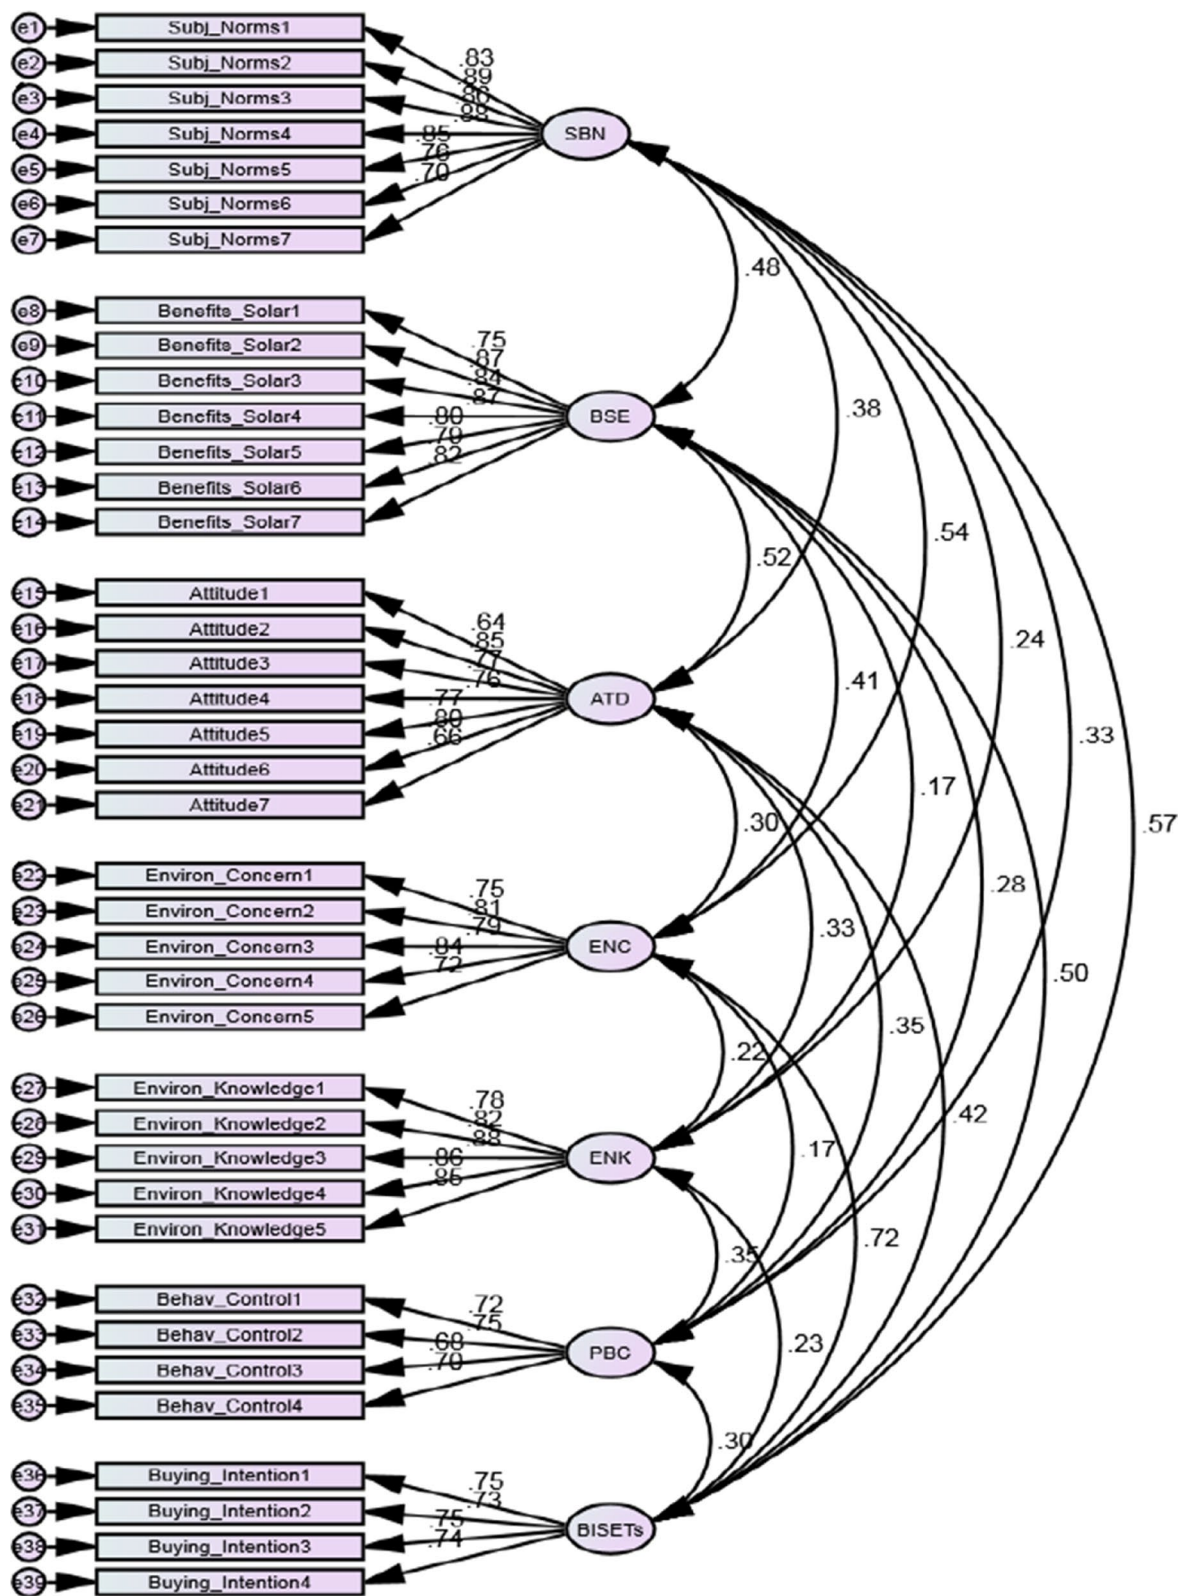 e1 Subj_Norms1
e2 Subj_Norms2
e3 Subj_Norms3
e4 Subj_Norms4
e5 Subj_Norms5
e6 Subj_Norms6
e7 Subj_Norms7
.83
.89
.86
.88
.85
.76
.70
SBN
e8 Benefits_Solar1
e9 Benefits_Solar2
e10 Benefits_Solar3
e11 Benefits_Solar4
e12 Benefits_Solar5
e13 Benefits_Solar6
e14 Benefits_Solar7
.75
.87
.84
.87
.80
.79
.82
BSE
e15 Attitude1
e16 Attitude2
e17 Attitude3
e18 Attitude4
e19 Attitude5
e20 Attitude6
e21 Attitude7
.64
.85
.77
.76
.77
.80
.66
ATD
e22 Environ_Concern1
e23 Environ_Concern2
e24 Environ_Concern3
e25 Environ_Concern4
e26 Environ_Concern5
.75
.81
.79
.84
.72
ENC
e27 Environ_Knowledge1
e28 Environ_Knowledge2
e29 Environ_Knowledge3
e30 Environ_Knowledge4
e31 Environ_Knowledge5
.78
.82
.88
.86
.85
ENK
e32 Behav_Control1
e33 Behav_Control2
e34 Behav_Control3
e35 Behav_Control4
.72
.75
.68
.70
PBC
e36 Buying_Intention1
e37 Buying_Intention2
e38 Buying_Intention3
e39 Buying_Intention4
.75
.73
.75
.74
BISETs
.48
.38
.54
.52
.24
.41
.33
.17
.30
.57
.28
.33
.50
.35
.22
.42
.17
.72
.35
.23
.30